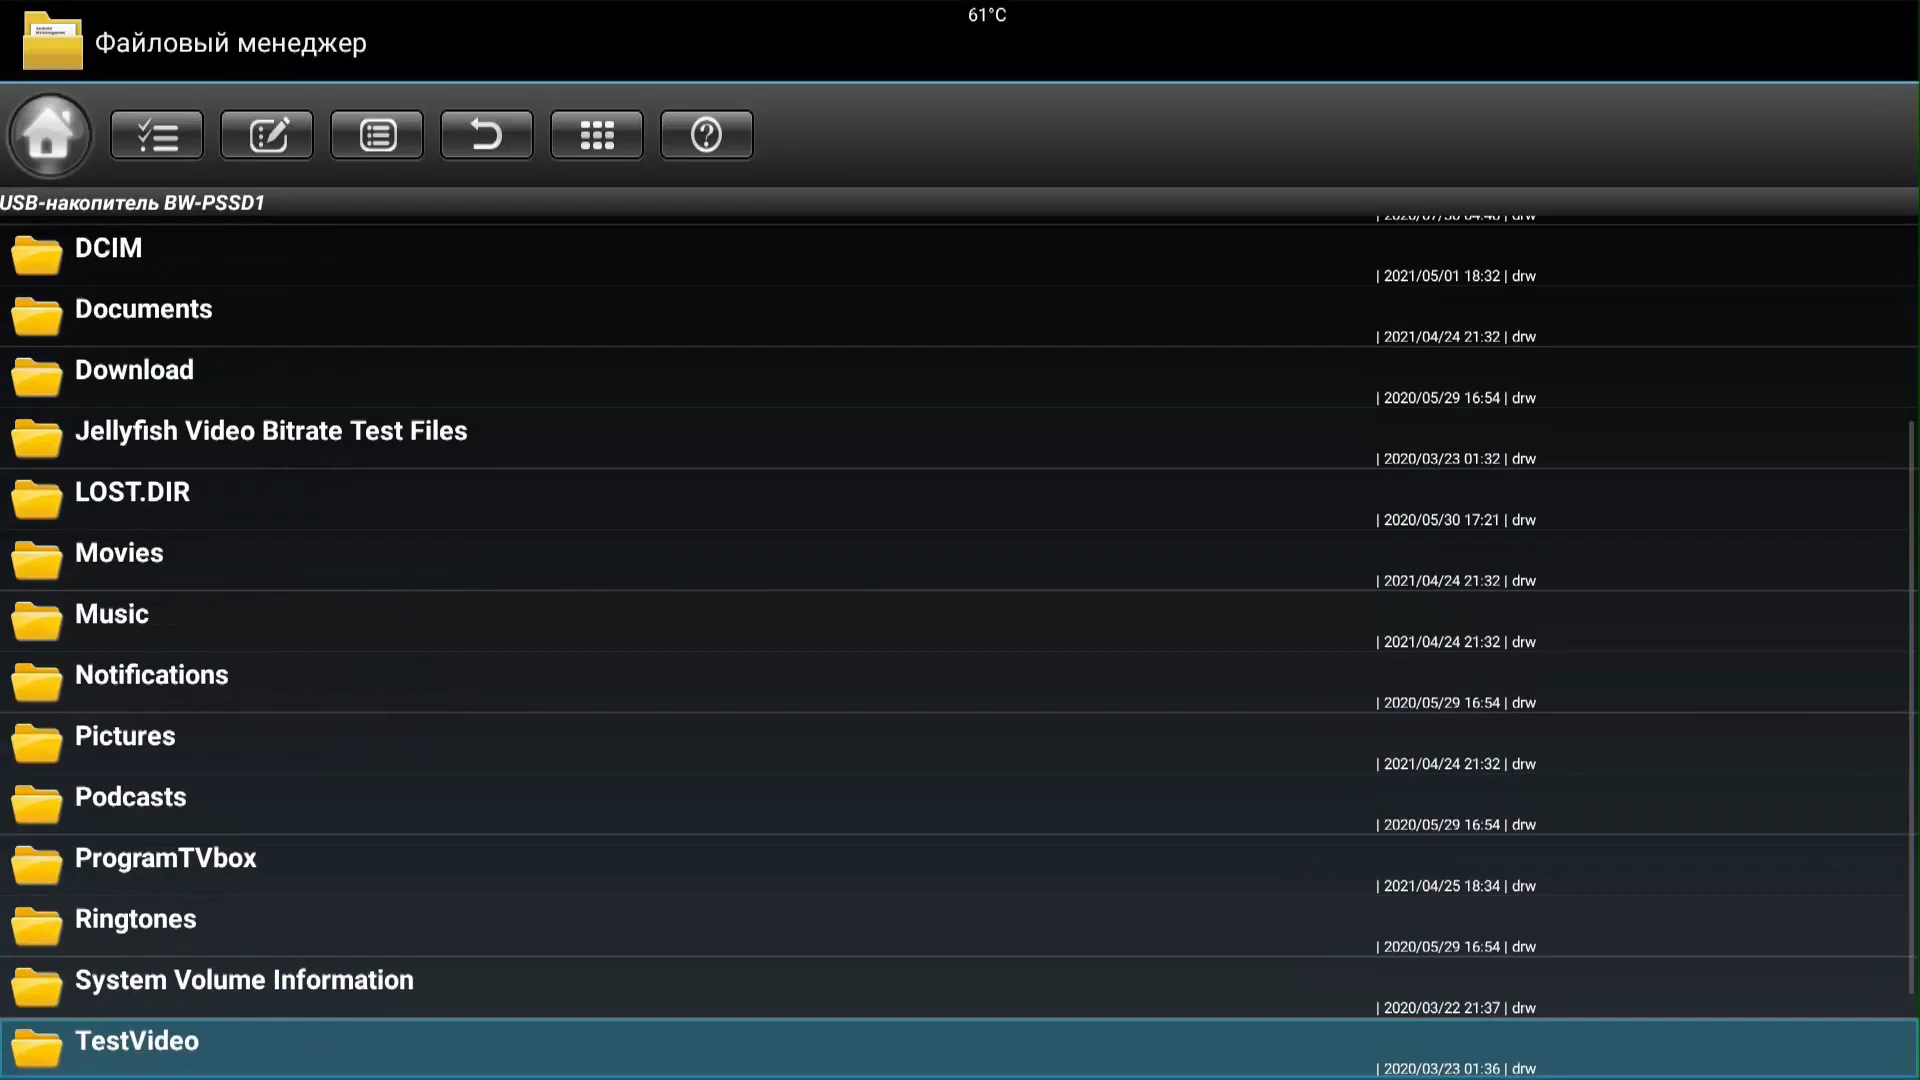 61°C
Файловый менеджер
USB-накопитель BW-PSSD1
DCIM
| 2021/05/01 18:32 | drw
Documents
| 2021/04/24 21:32 | drw
Download
| 2020/05/29 16:54 | drw
Jellyfish Video Bitrate Test Files
| 2020/03/23 01:32 | drw
LOST.DIR
| 2020/05/30 17:21 | drw
Movies
| 2021/04/24 21:32 | drw
Music
| 2021/04/24 21:32 | drw
Notifications
| 2020/05/29 16:54 | drw
Pictures
| 2021/04/24 21:32 | drw
Podcasts
| 2020/05/29 16:54 | drw
ProgramTVbox
| 2021/04/25 18:34 | drw
Ringtones
| 2020/05/29 16:54 | drw
System Volume Information
| 2020/03/22 21:37 | drw
TestVideo
| 2020/03/23 01:36 | drw